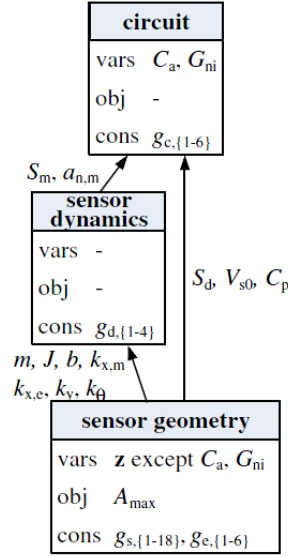 circuit
vars C_a, G_ni
obj -
cons g_c,{1-6}
S_m, a_n,m
sensor
dynamics
vars -
obj -
cons g_d,{1-4}
S_d, V_s0, C_p
m, J, b, k_x,m
k_x,e, k_y, k_θ
sensor geometry
vars z except C_a, G_ni
obj A_max
cons g_s,{1-18}, g_e,{1-6}